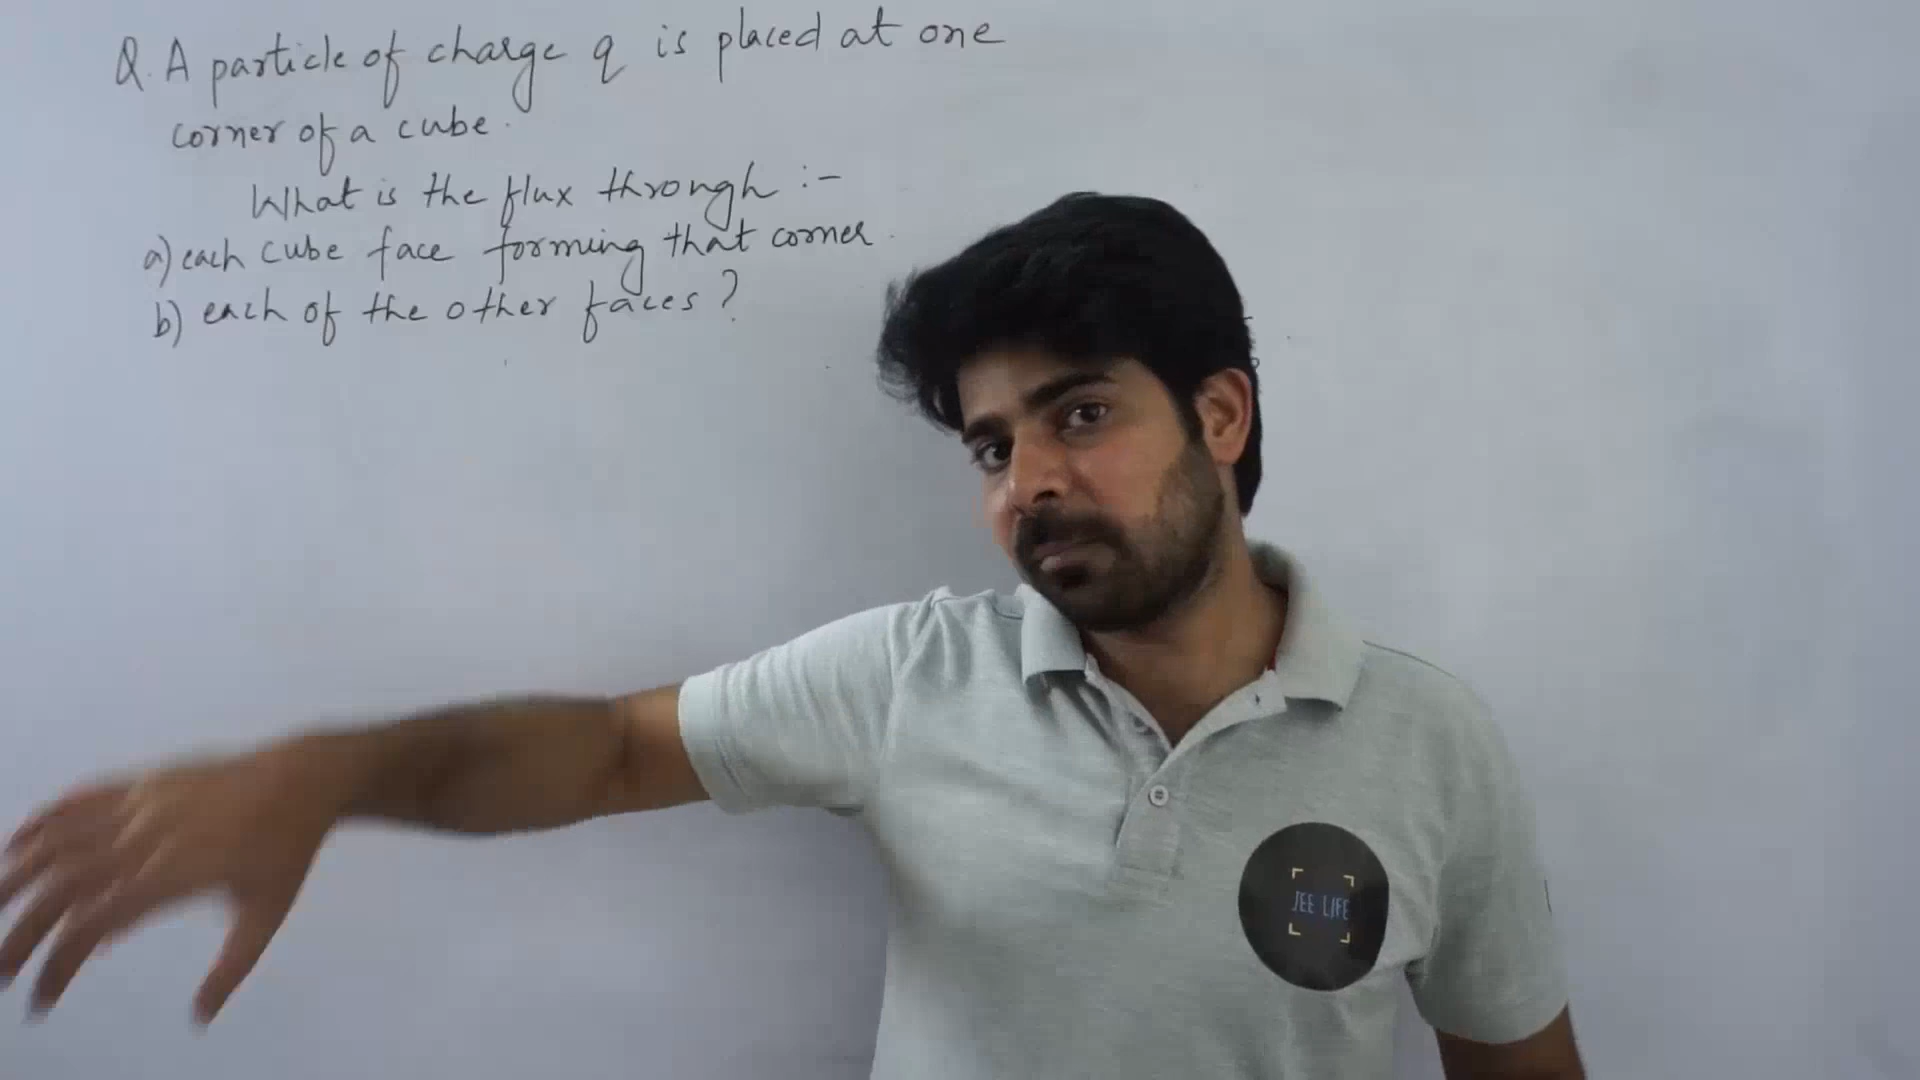 Q. A particle of charge q is placed at one
corner of a cube.
What is the flux through :-
a) each cube face forming that corner.
b) each of the other faces ?
JEE LIFE